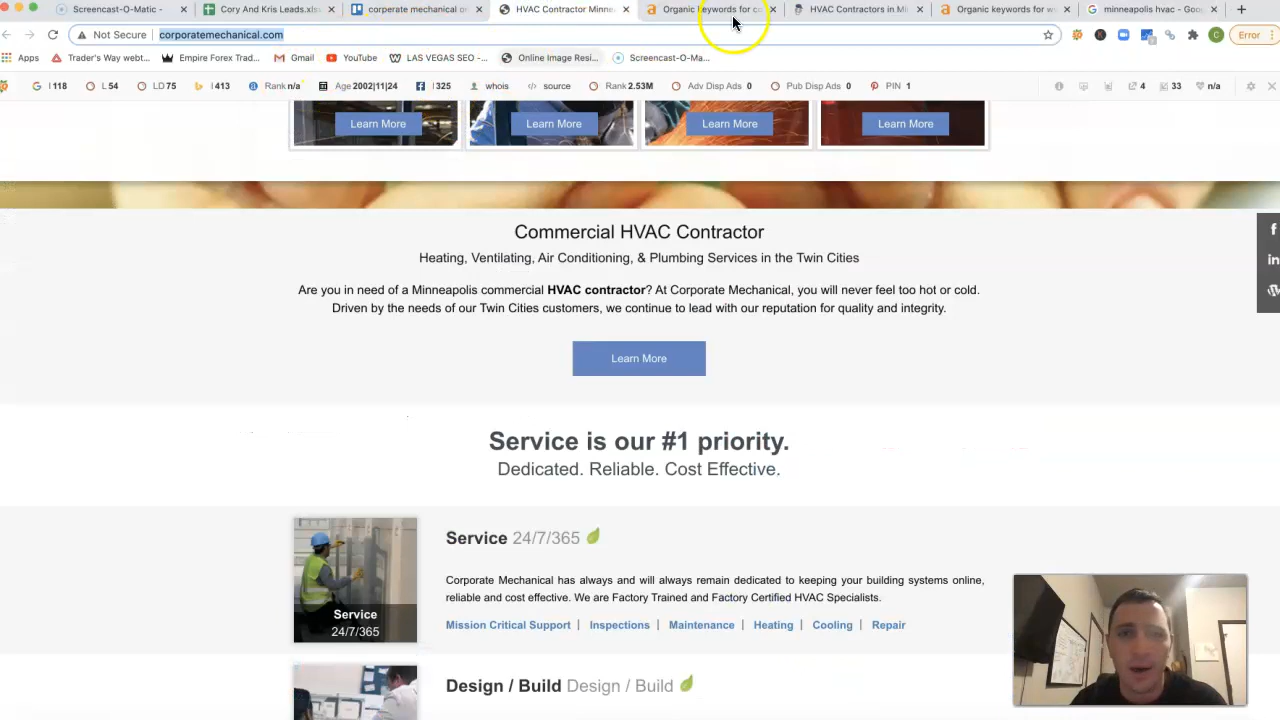 Screencast-O-Matic -
Cory And Kris Leads.xlsx
corporate mechanical or
HVAC Contractor Minne
Organic keywords for co
HVAC Contractors in Mi
Organic keywords for w
minneapolis hvac - Goo
Not Secure
corporatemechanical.com
Error
Apps
Trader's Way webt...
Empire Forex Trad...
Gmail
YouTube
LAS VEGAS SEO -...
Online Image Resi...
Screencast-O-Ma...
I 118
L 54
LD 75
I 413
Rank n/a
Age 2002|11|24
I 325
whois
source
Rank 2.53M
Adv Disp Ads 0
Pub Disp Ads 0
PIN 1
4
33
n/a
Learn More
Learn More
Learn More
Learn More
Commercial HVAC Contractor
Heating, Ventilating, Air Conditioning, & Plumbing Services in the Twin Cities
Are you in need of a Minneapolis commercial HVAC contractor? At Corporate Mechanical, you will never feel too hot or cold.
Driven by the needs of our Twin Cities customers, we continue to lead with our reputation for quality and integrity.
Learn More
Service is our #1 priority.
Dedicated. Reliable. Cost Effective.
Service
24/7/365
Service 24/7/365
Corporate Mechanical has always and will always remain dedicated to keeping your building systems online,
reliable and cost effective. We are Factory Trained and Factory Certified HVAC Specialists.
Mission Critical Support | Inspections | Maintenance | Heating | Cooling | Repair
Design / Build Design / Build